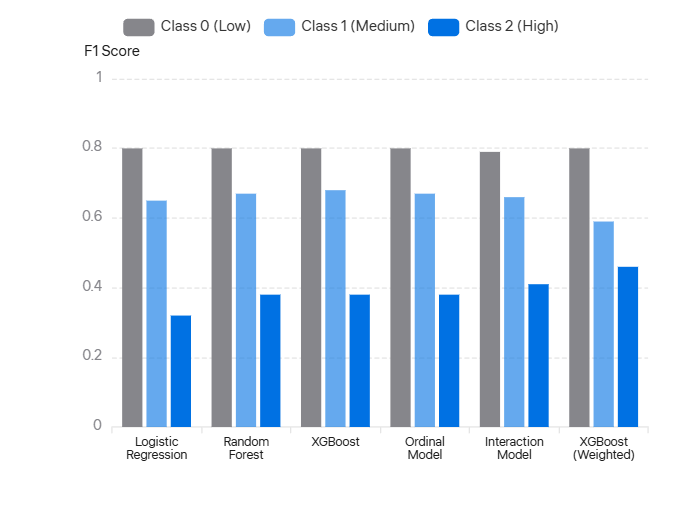 Class 0 (Low) Class 1 (Medium) Class 2 (High)
F1 Score
1
0.8
0.6
0.4
0.2
0
Logistic Regression
Random Forest
XGBoost
Ordinal Model
Interaction Model
XGBoost (Weighted)